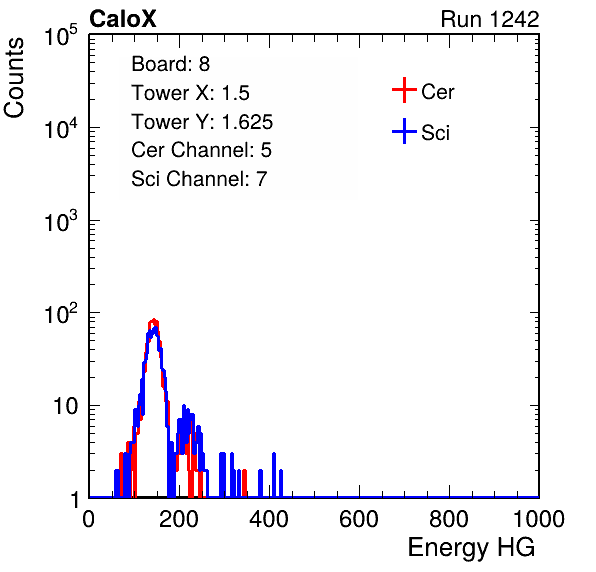 CaloX Run 1242
Counts
10^5
10^4
10^3
10^2
10
1
Board: 8
Tower X: 1.5
Tower Y: 1.625
Cer Channel: 5
Sci Channel: 7
Cer
Sci
0 200 400 600 800 1000
Energy HG